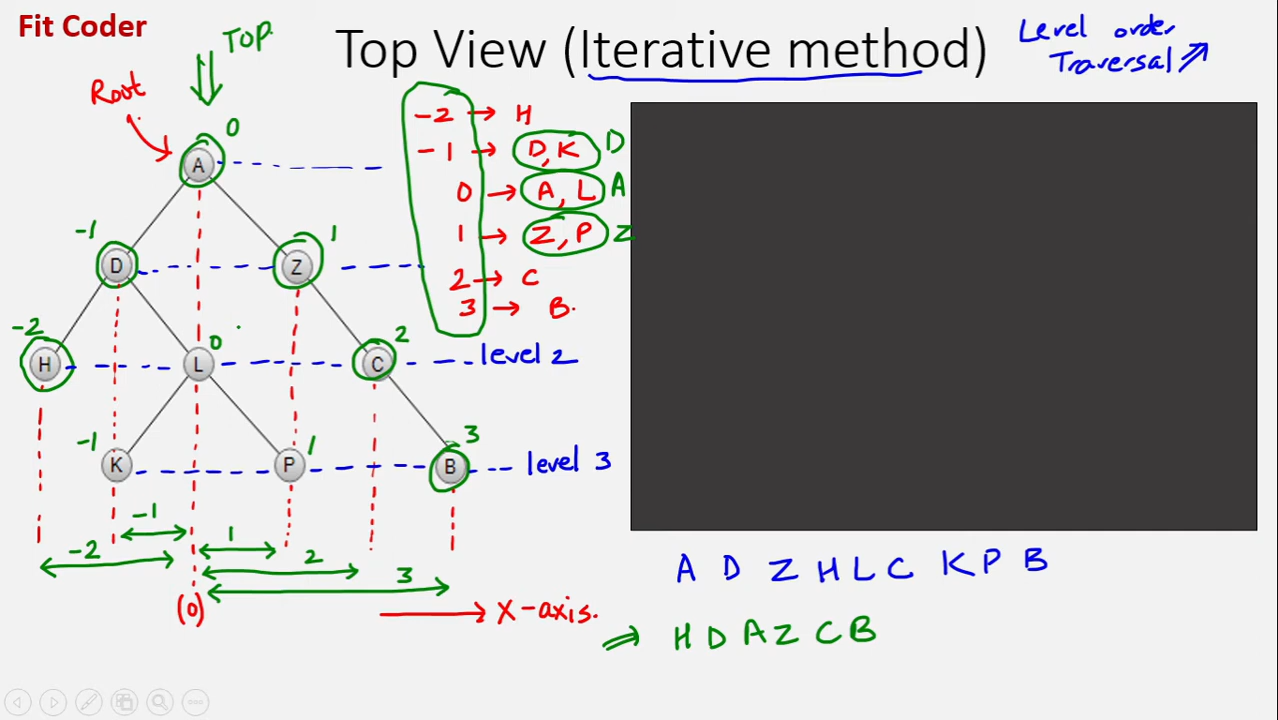 Fit Coder
Top View (Iterative method)
Level order
Traversal
TOP
Root
0
A
-1
D
1
Z
-2
H
0
L
2
C
-1
K
1
P
3
B
level 2
level 3
-2 → H
-1 → D, K D
0 → A, L A
1 → Z, P Z
2 → C
3 → B.
-1
1
-2
2
3
(0)
X-axis.
A D Z H L C K P B
⇒ H D A Z C B